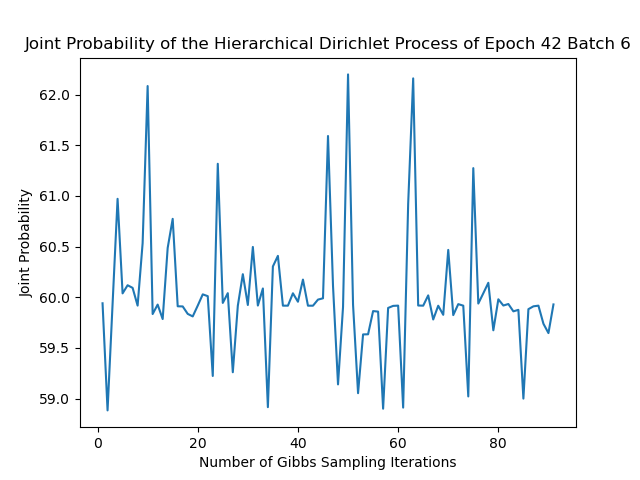 Joint Probability of the Hierarchical Dirichlet Process of Epoch 42 Batch 6
62.0
61.5
61.0
60.5
60.0
59.5
59.0
Joint Probability
0 20 40 60 80
Number of Gibbs Sampling Iterations